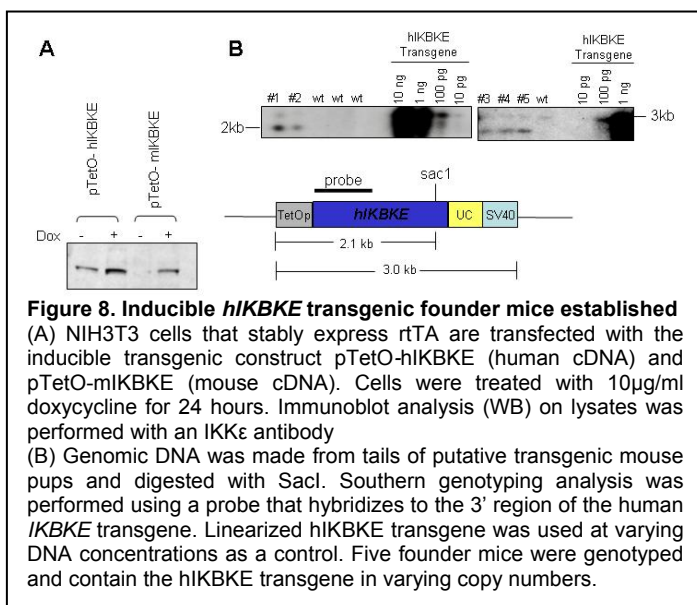 A
B
pTetO- hIKBKE
pTetO- mIKBKE
Dox - + - +
hIKBKE
Transgene
#1 #2 wt wt wt 10 ng 1 ng 100 pg 10 pg
2kb
hIKBKE
Transgene
#3 #4 #5 wt 10 pg 100 pg 1 ng
3kb
probe
sac1
TetOp hIKBKE UC SV40
2.1 kb
3.0 kb
Figure 8. Inducible hIKBKE transgenic founder mice established
(A) NIH3T3 cells that stably express rtTA are transfected with the
inducible transgenic construct pTetO-hIKBKE (human cDNA) and
pTetO-mIKBKE (mouse cDNA). Cells were treated with 10µg/ml
doxycycline for 24 hours. Immunoblot analysis (WB) on lysates was
performed with an IKKε antibody
(B) Genomic DNA was made from tails of putative transgenic mouse
pups and digested with SacI. Southern genotyping analysis was
performed using a probe that hybridizes to the 3' region of the human
IKBKE transgene. Linearized hIKBKE transgene was used at varying
DNA concentrations as a control. Five founder mice were genotyped
and contain the hIKBKE transgene in varying copy numbers.